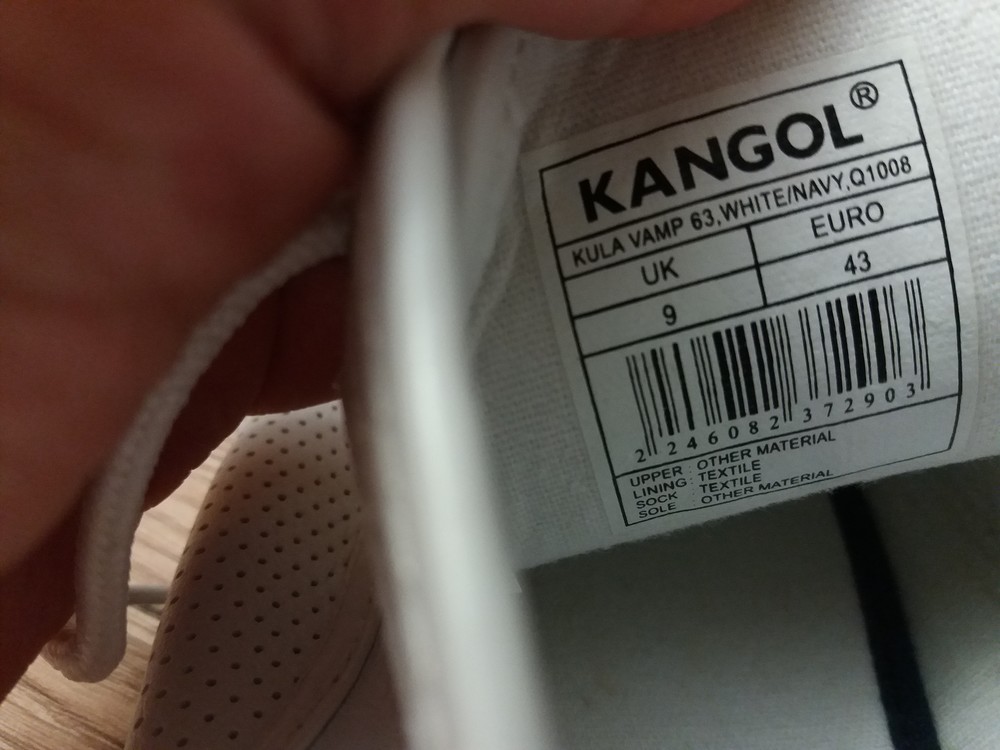 KANGOL®
KULA VAMP 63,WHITE/NAVY,Q1008
UK EURO
9 43
2 246082 372903
UPPER : OTHER MATERIAL
LINING : TEXTILE
SOCK : TEXTILE
SOLE : OTHER MATERIAL